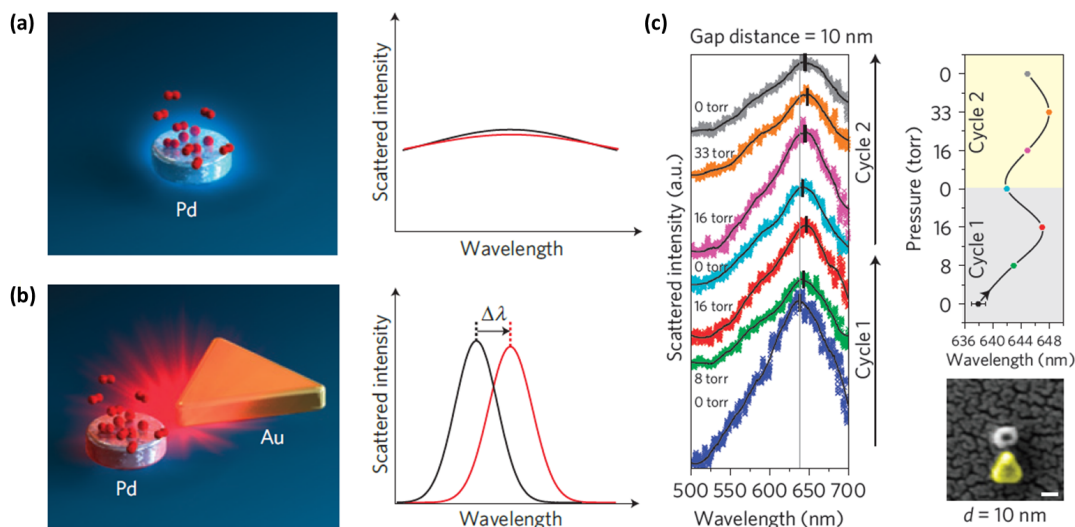 (a)
Pd
Scattered intensity
Wavelength
(b)
Pd
Au
Δλ
Scattered intensity
Wavelength
(c)
Gap distance = 10 nm
Scattered intensity (a.u.)
0 torr
33 torr
16 torr
0 torr
16 torr
8 torr
0 torr
Cycle 2
Cycle 1
500 550 600 650 700
Wavelength (nm)
Pressure (torr)
0
33
16
0
16
8
0
Cycle 2
Cycle 1
636 640 644 648
Wavelength (nm)
d = 10 nm